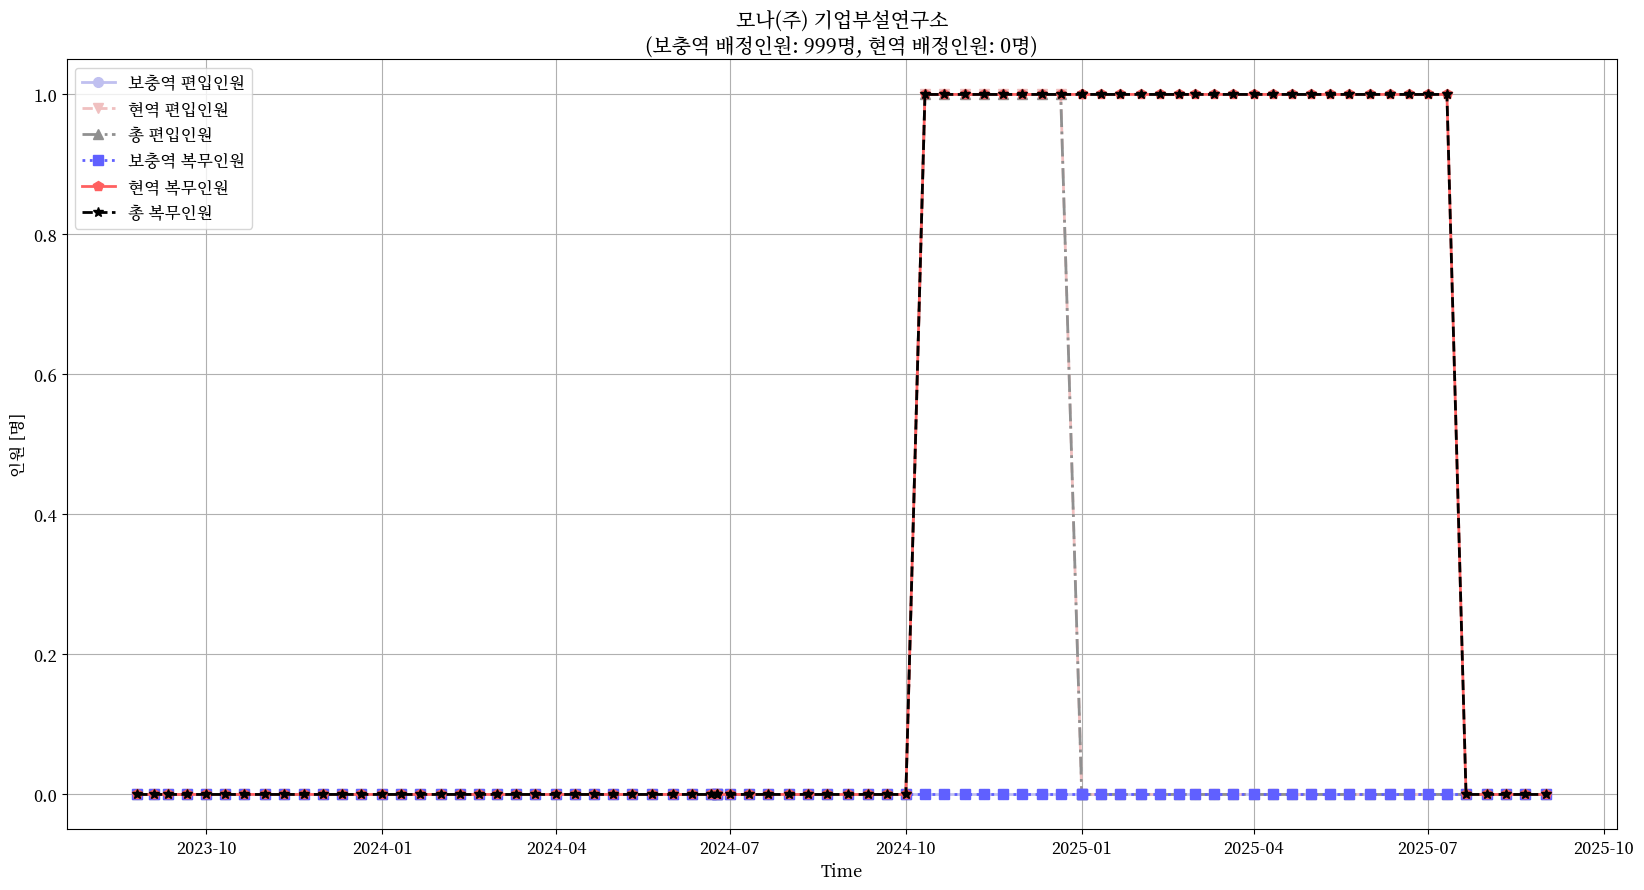 모나(주) 기업부설연구소
(보충역 배정인원: 999명, 현역 배정인원: 0명)
보충역 편입인원
현역 편입인원
총 편입인원
보충역 복무인원
현역 복무인원
총 복무인원
1.0
0.8
0.6
0.4
0.2
0.0
인원 [명]
2023-10
2024-01
2024-04
2024-07
2024-10
2025-01
2025-04
2025-07
2025-10
Time